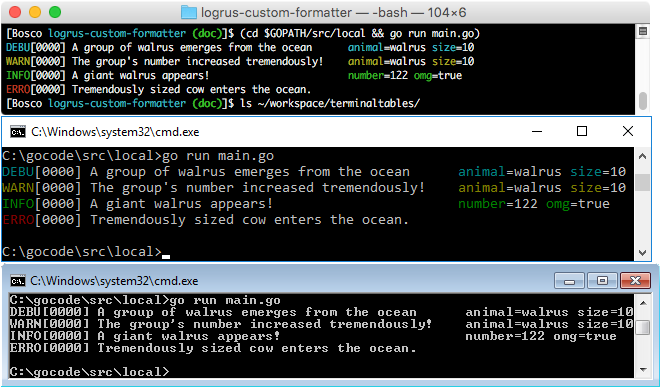 logrus-custom-formatter — -bash — 104×6
[Bosco logrus-custom-formatter (doc)]$ (cd $GOPATH/src/local && go run main.go)
DEBU[0000] A group of walrus emerges from the ocean animal=walrus size=10
WARN[0000] The group's number increased tremendously! animal=walrus size=10
INFO[0000] A giant walrus appears! number=122 omg=true
ERRO[0000] Tremendously sized cow enters the ocean.
[Bosco logrus-custom-formatter (doc)]$ ls ~/workspace/terminaltables/
C:\Windows\system32\cmd.exe
C:\gocode\src\local>go run main.go
DEBU[0000] A group of walrus emerges from the ocean animal=walrus size=10
WARN[0000] The group's number increased tremendously! animal=walrus size=10
INFO[0000] A giant walrus appears! number=122 omg=true
ERRO[0000] Tremendously sized cow enters the ocean.
C:\gocode\src\local>
C:\Windows\system32\cmd.exe
C:\gocode\src\local>go run main.go
DEBU[0000] A group of walrus emerges from the ocean animal=walrus size=10
WARN[0000] The group's number increased tremendously! animal=walrus size=10
INFO[0000] A giant walrus appears! number=122 omg=true
ERRO[0000] Tremendously sized cow enters the ocean.
C:\gocode\src\local>